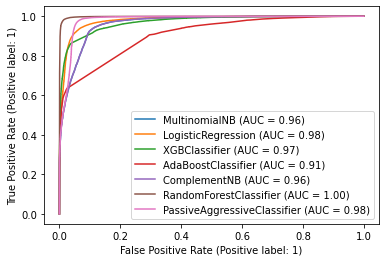 True Positive Rate (Positive label: 1)
1.0
0.8
0.6
0.4
0.2
0.0
MultinomialNB (AUC = 0.96)
LogisticRegression (AUC = 0.98)
XGBClassifier (AUC = 0.97)
AdaBoostClassifier (AUC = 0.91)
ComplementNB (AUC = 0.96)
RandomForestClassifier (AUC = 1.00)
PassiveAggressiveClassifier (AUC = 0.98)
0.0 0.2 0.4 0.6 0.8 1.0
False Positive Rate (Positive label: 1)